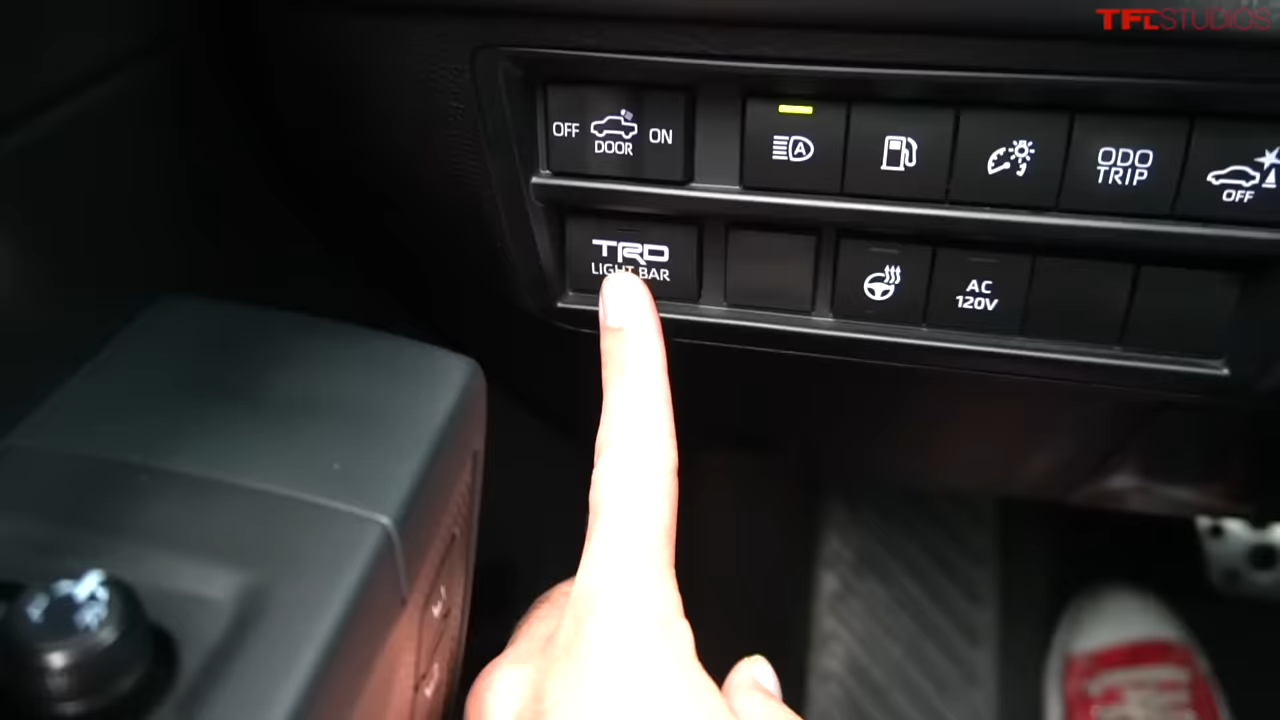 TFLSTUDIOS
OFF DOOR ON
A
ODO
TRIP
OFF
TRD
LIGHT BAR
AC
120V